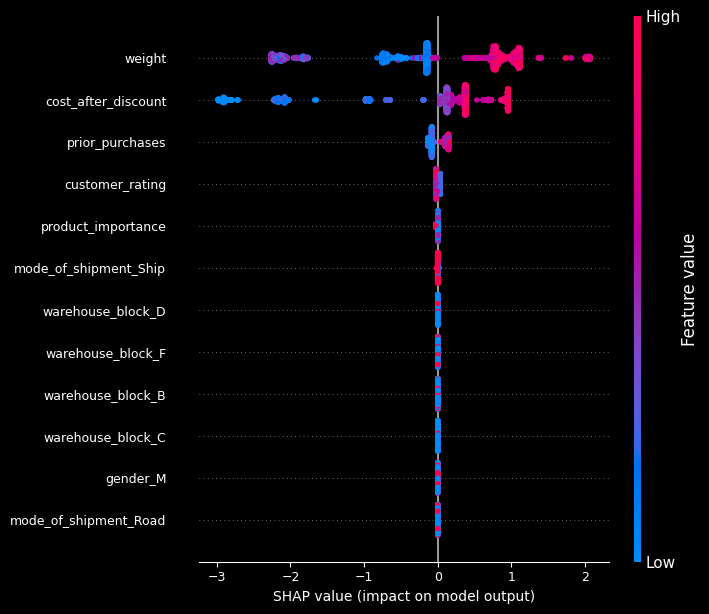 High
weight
cost_after_discount
prior_purchases
customer_rating
product_importance
mode_of_shipment_Ship
warehouse_block_D
warehouse_block_F
warehouse_block_B
warehouse_block_C
gender_M
mode_of_shipment_Road
Feature value
Low
−3 −2 −1 0 1 2
SHAP value (impact on model output)